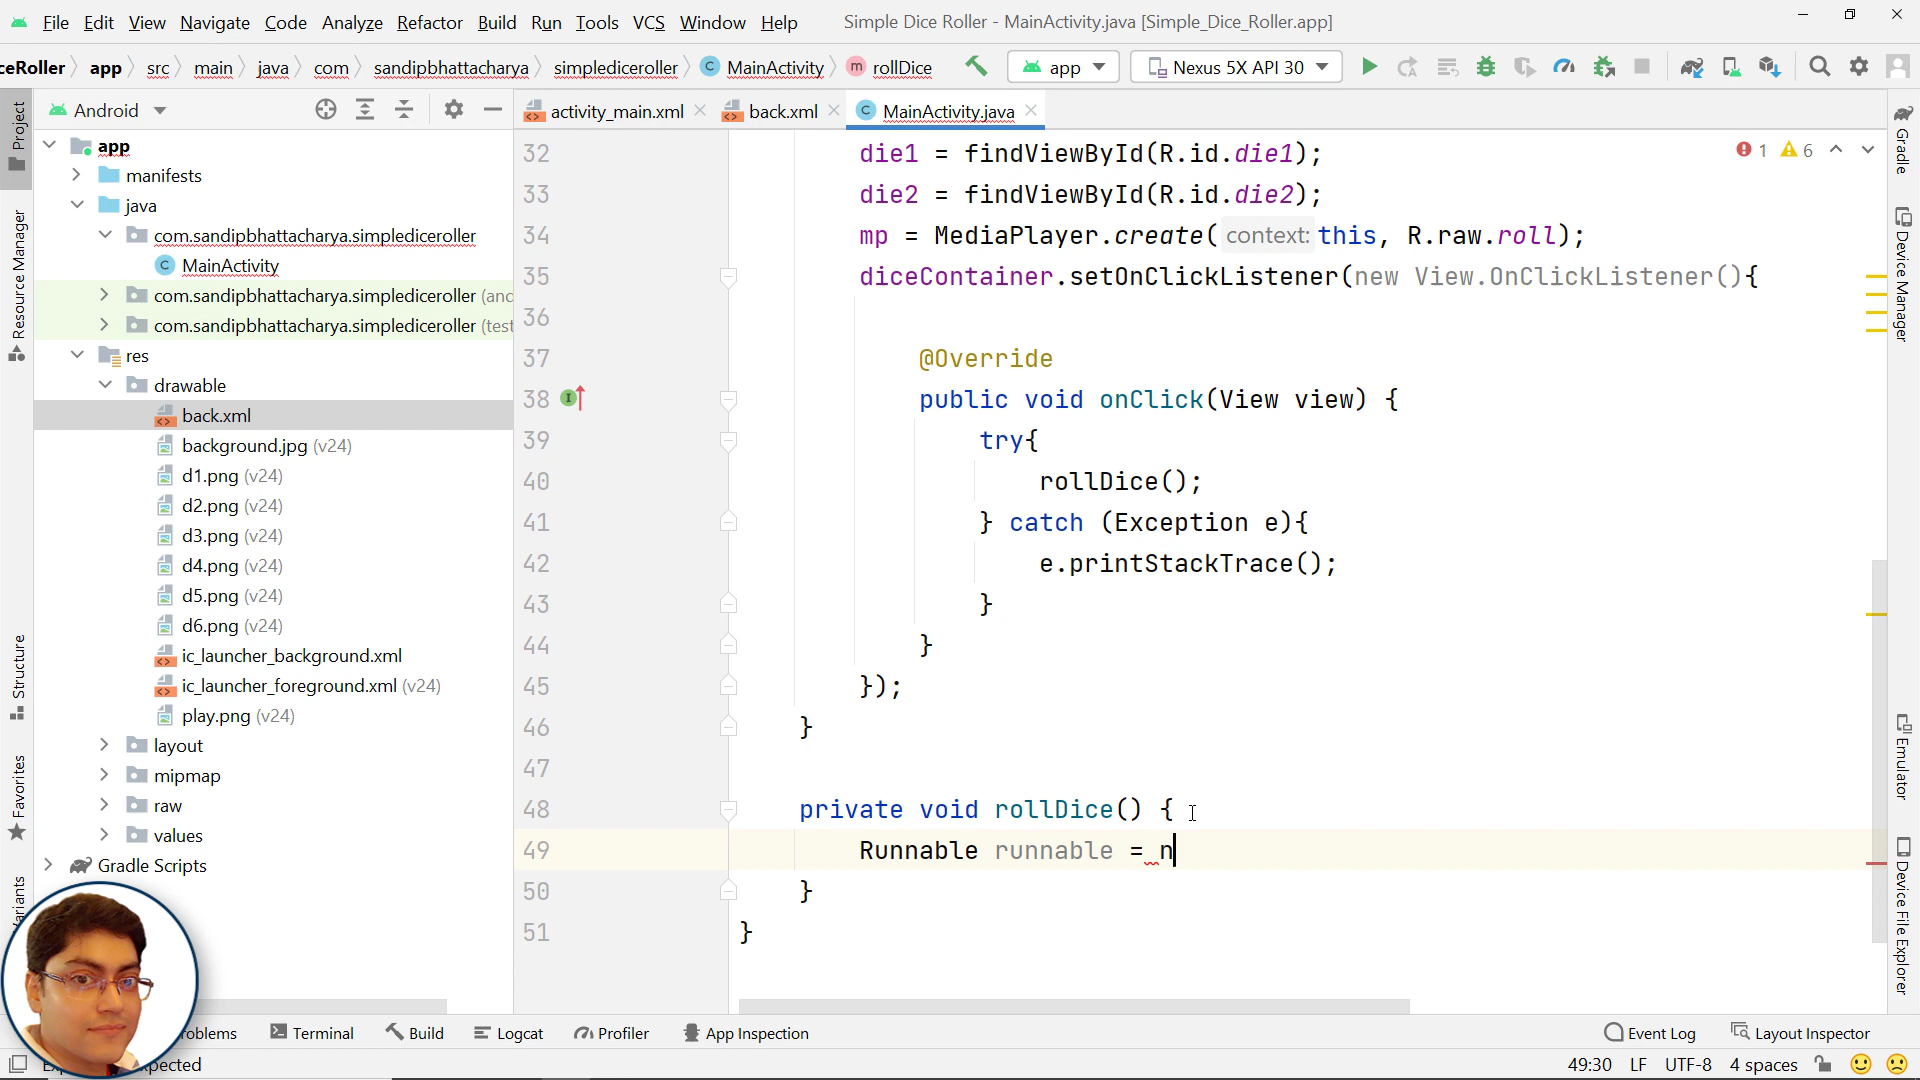 File Edit View Navigate Code Analyze Refactor Build Run Tools VCS Window Help Simple Dice Roller - MainActivity.java [Simple_Dice_Roller.app]
ceRoller app src main java com sandipbhattacharya simplediceroller MainActivity rollDice app Nexus 5X API 30
Android
activity_main.xml back.xml MainActivity.java
Project
Resource Manager
Structure
Favorites
app
manifests
java
com.sandipbhattacharya.simplediceroller
MainActivity
com.sandipbhattacharya.simplediceroller (and
com.sandipbhattacharya.simplediceroller (test
res
drawable
back.xml
background.jpg (v24)
d1.png (v24)
d2.png (v24)
d3.png (v24)
d4.png (v24)
d5.png (v24)
d6.png (v24)
ic_launcher_background.xml
ic_launcher_foreground.xml (v24)
play.png (v24)
layout
mipmap
raw
values
Gradle Scripts
1 6
32 die1 = findViewById(R.id.die1);
33 die2 = findViewById(R.id.die2);
34 mp = MediaPlayer.create( context: this, R.raw.roll);
35 diceContainer.setOnClickListener(new View.OnClickListener(){
36
37 @Override
38 public void onClick(View view) {
39 try{
40 rollDice();
41 } catch (Exception e){
42 e.printStackTrace();
43 }
44 }
45 });
46 }
47
48 private void rollDice() {
49 Runnable runnable = n
50 }
51 }
Gradle
Device Manager
Emulator
Device File Explorer
Terminal Build Logcat Profiler App Inspection Event Log Layout Inspector
49:30 LF UTF-8 4 spaces